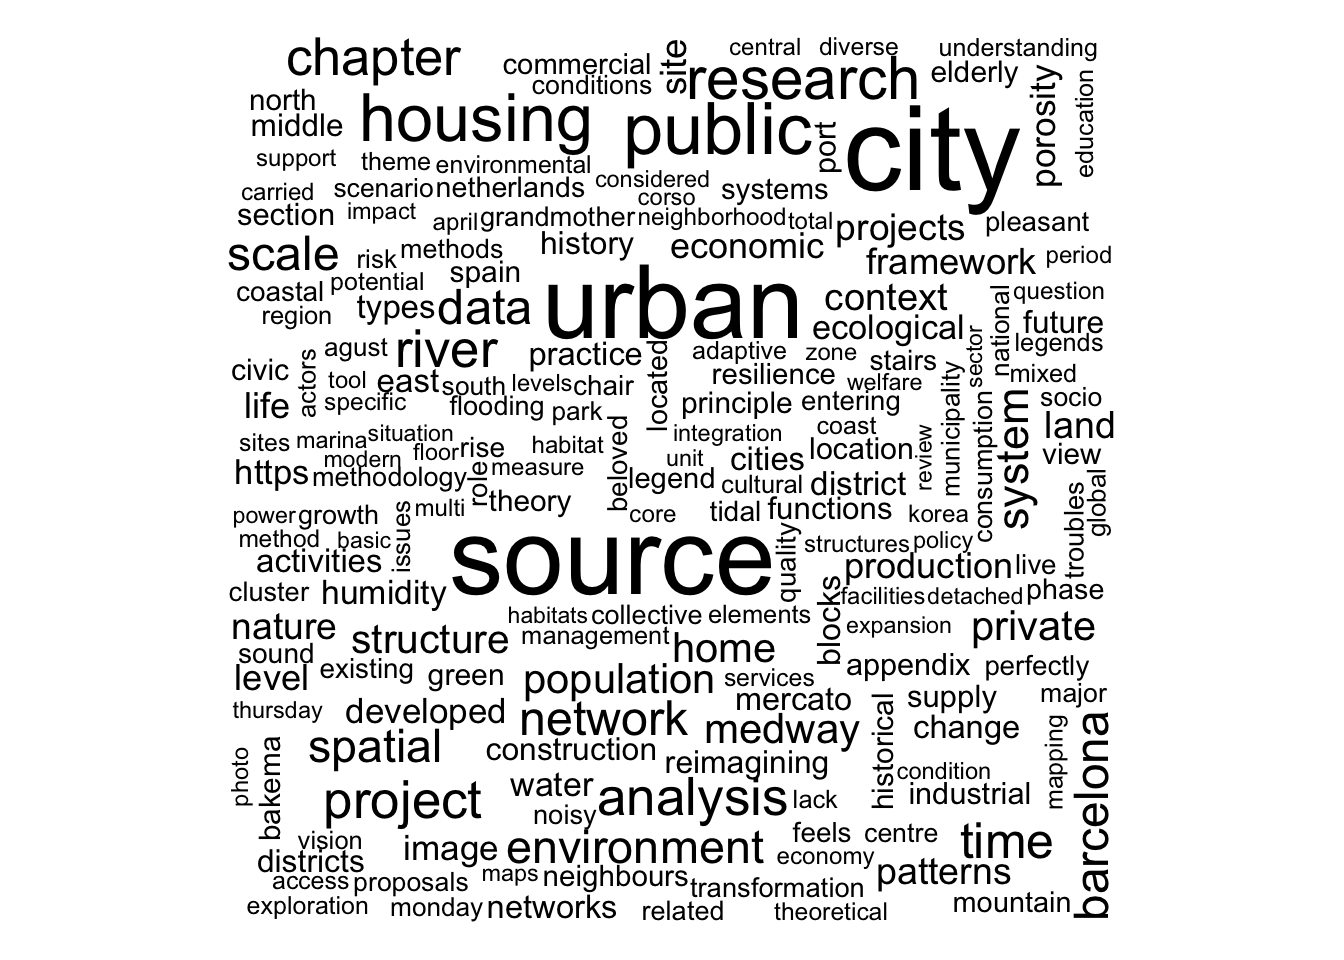 chapter commercial site central diverse understanding
conditions research elderly
north middle housing public port city porosity education
support theme environmental
carried scenario netherlands considered corso systems
section impact april grandmother neighborhood total projects pleasant
scale risk methods history economic framework period
coastal potential spain urban context national question
region types data ecological future
agust river practice located adaptive zone stairs sector legends
civic actors tool east south levels chair resilience welfare municipality mixed
life specific flooding park principle entering consumption system socio
sites marina situation floor rise habitat beloved integration coast location review land
modern role measure unit cities view
https methodology legend cultural district global
power growth issues multi theory core tidal functions korea troubles
method basic source quality structures policy
activities production live
cluster humidity blocks facilities detached phase
nature structure habitats collective elements expansion private
sound management home
level existing green population services appendix perfectly
thursday developed network mercato historical supply major
spatial medway change mapping barcelona
photo bakema construction reimagining condition
project water analysis lack industrial
noisy
vision image environment feels centre time
districts economy
access proposals maps neighbours transformation patterns
exploration monday networks related theoretical mountain